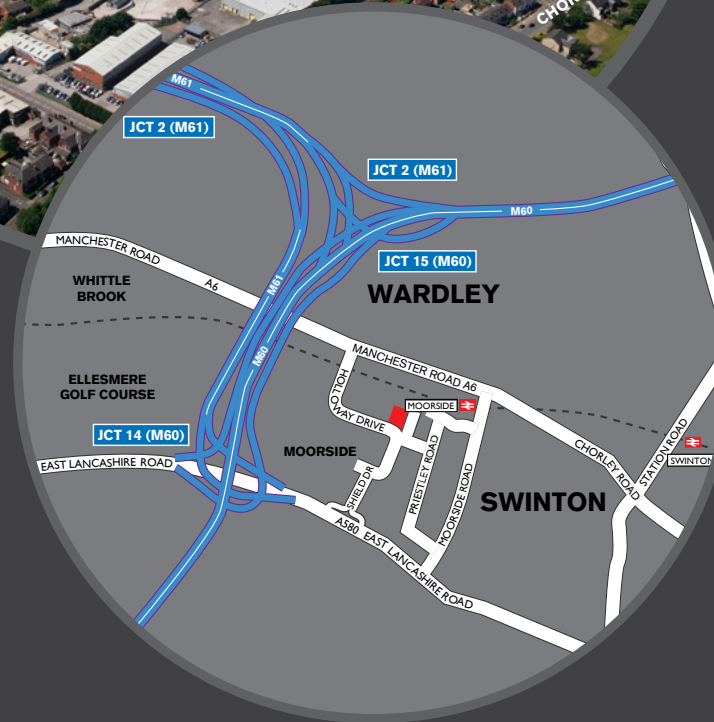 CHOR
M61
JCT 2 (M61)
JCT 2 (M61)
M60
MANCHESTER ROAD
A6
JCT 15 (M60)
WHITTLE
BROOK
M61
WARDLEY
M60
MANCHESTER ROAD A6
ELLESMERE
GOLF COURSE
HOLLOWAY DRIVE
MOORSIDE
JCT 14 (M60)
MOORSIDE
CHORLEY ROAD
STATION ROAD
SWINTON
EAST LANCASHIRE ROAD
SHIELD DR
PRIESTLEY ROAD
MOORSIDE ROAD
SWINTON
A580 EAST LANCASHIRE ROAD